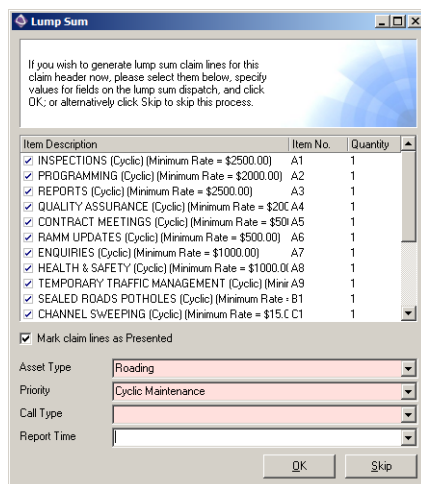 Lump Sum
If you wish to generate lump sum claim lines for this
claim header now, please select them below, specify
values for fields on the lump sum dispatch, and click
OK; or alternatively click Skip to skip this process.
Item Description Item No. Quantity
INSPECTIONS (Cyclic) (Minimum Rate = $2500.00) A1 1
PROGRAMMING (Cyclic) (Minimum Rate = $2000.00) A2 1
REPORTS (Cyclic) (Minimum Rate = $2500.00) A3 1
QUALITY ASSURANCE (Cyclic) (Minimum Rate = $200 A4 1
CONTRACT MEETINGS (Cyclic) (Minimum Rate = $500 A5 1
RAMM UPDATES (Cyclic) (Minimum Rate = $500.00) A6 1
ENQUIRIES (Cyclic) (Minimum Rate = $1000.00) A7 1
HEALTH & SAFETY (Cyclic) (Minimum Rate = $1000.00 A8 1
TEMPORARY TRAFFIC MANAGEMENT (Cyclic) (Minir A9 1
SEALED ROADS POTHOLES (Cyclic) (Minimum Rate = B1 1
CHANNEL SWEEPING (Cyclic) (Minimum Rate = $15.0 C1 1
Mark claim lines as Presented
Asset Type Roading
Priority Cyclic Maintenance
Call Type
Report Time
OK Skip